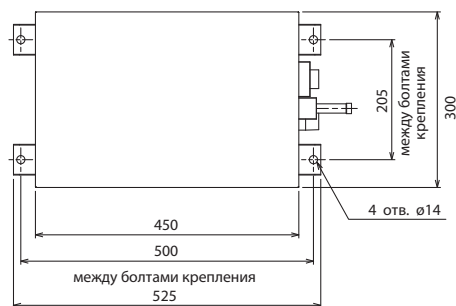 205
между болтами
крепления
300
4 отв. ø14
450
500
между болтами крепления
525